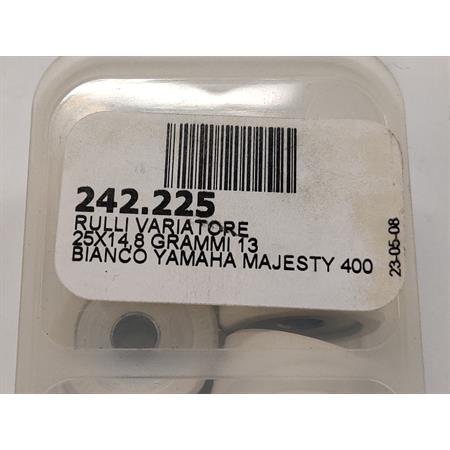 242.225
RULLI VARIATORE
25X14,8 GRAMMI 13
BIANCO YAMAHA MAJESTY 400
23-05-08